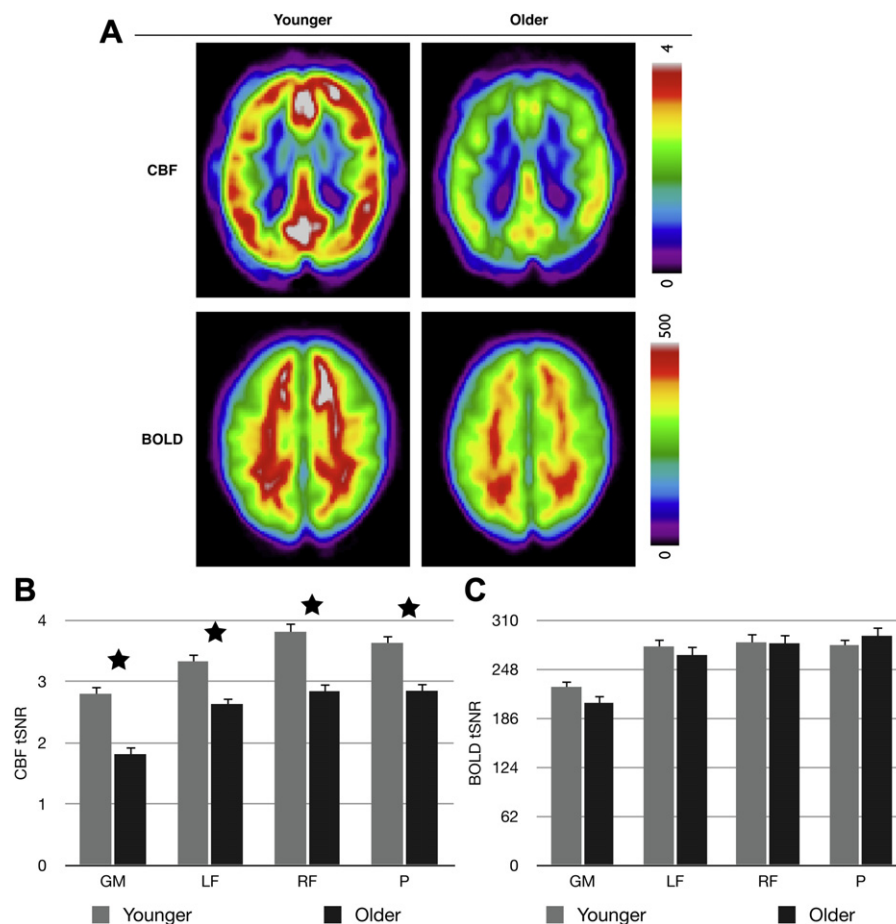 A
Younger Older
CBF
4
0
BOLD
500
0
B
4
3
2
1
0
CBF tSNR
GM LF RF P
Younger Older
C
310
248
186
124
62
0
BOLD tSNR
GM LF RF P
Younger Older